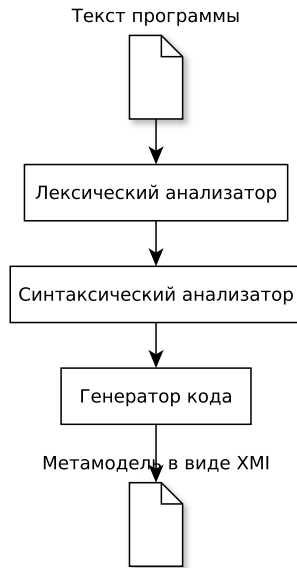 Текст программы
Лексический анализатор
Синтаксический анализатор
Генератор кода
Метамодель в виде XMI